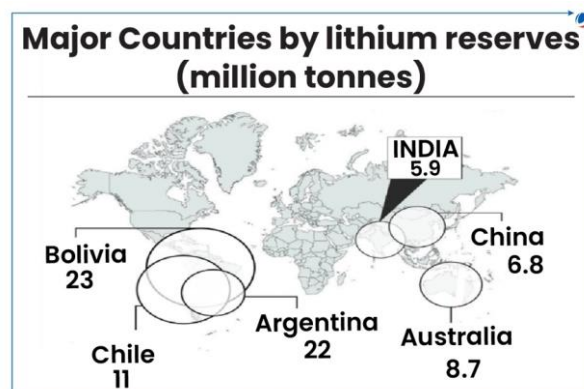 Major Countries by lithium reserves
(million tonnes)
INDIA
5.9
Bolivia
23
China
6.8
Argentina
22
Australia
8.7
Chile
11